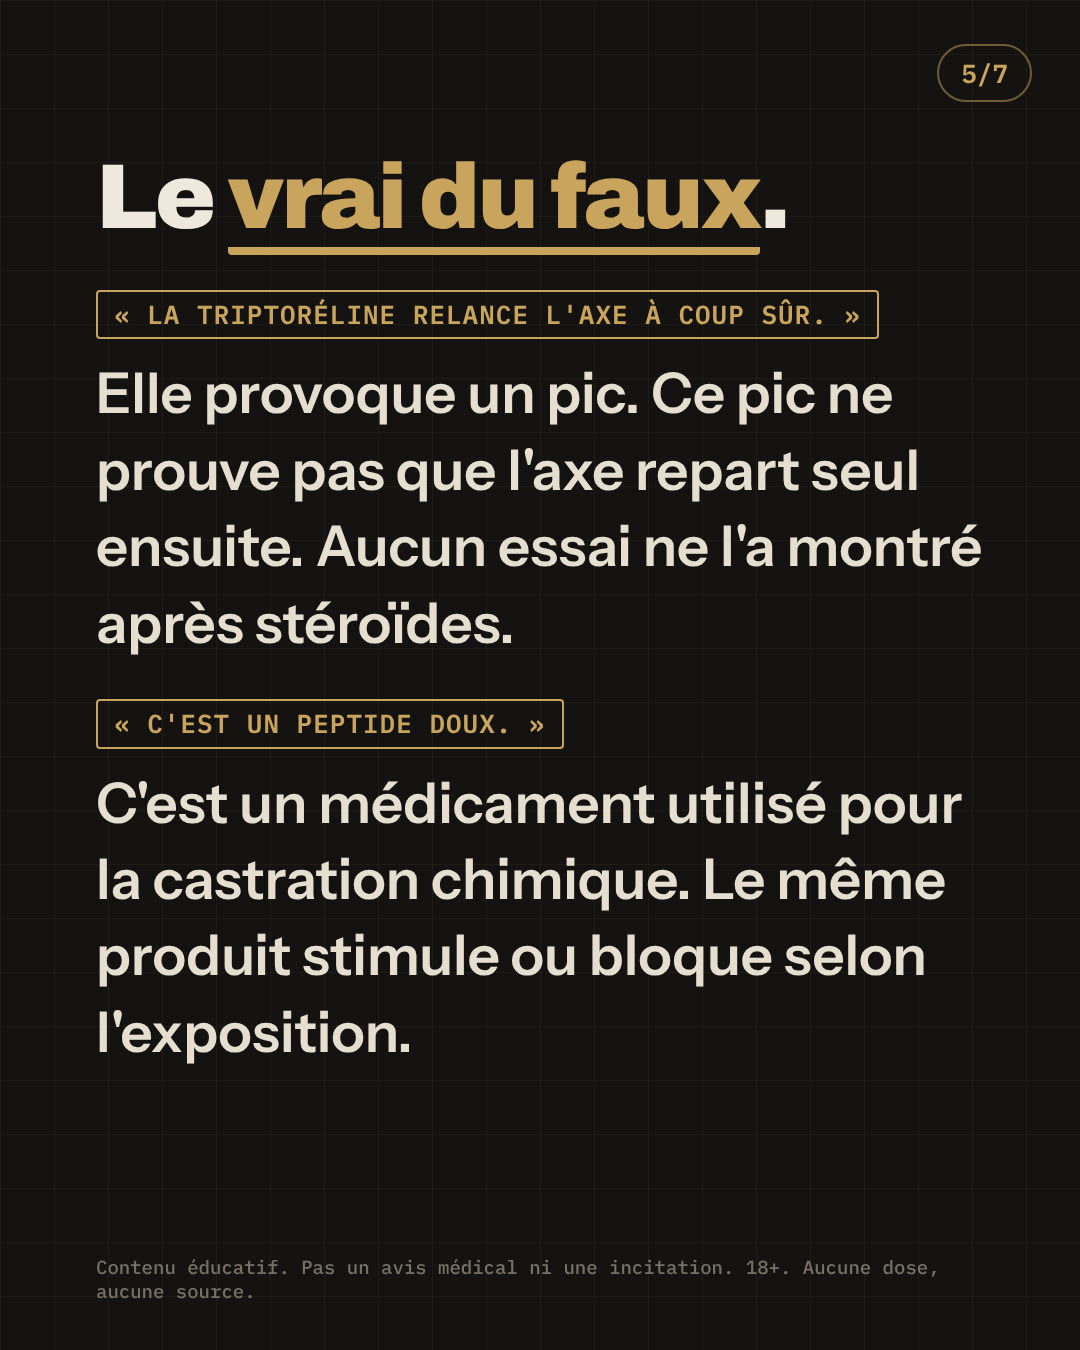 5/7
Le vrai du faux.
« LA TRIPTORÉLINE RELANCE L'AXE À COUP SÛR. »
Elle provoque un pic. Ce pic ne
prouve pas que l'axe repart seul
ensuite. Aucun essai ne l'a montré
après stéroïdes.
« C'EST UN PEPTIDE DOUX. »
C'est un médicament utilisé pour
la castration chimique. Le même
produit stimule ou bloque selon
l'exposition.
Contenu éducatif. Pas un avis médical ni une incitation. 18+. Aucune dose,
aucune source.